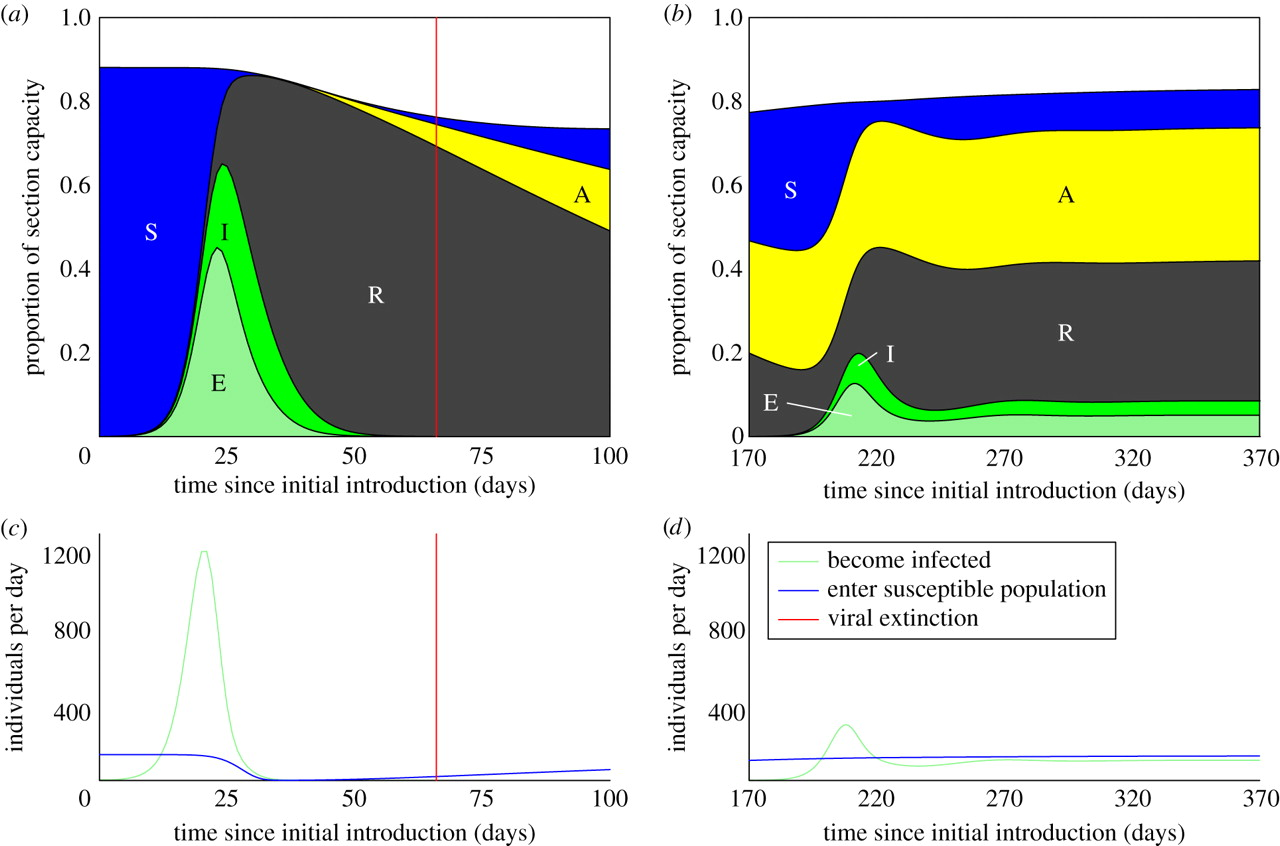 (a)
1.0
0.8
0.6
0.4
0.2
0
25
50
75
100
proportion of section capacity
time since initial introduction (days)
S
I
E
R
A
(b)
1.0
0.8
0.6
0.4
0.2
0
170
220
270
320
370
proportion of section capacity
time since initial introduction (days)
S
A
R
I
E
(c)
1200
800
400
0
25
50
75
100
individuals per day
time since initial introduction (days)
(d)
1200
800
400
170
220
270
320
370
individuals per day
time since initial introduction (days)
become infected
enter susceptible population
viral extinction